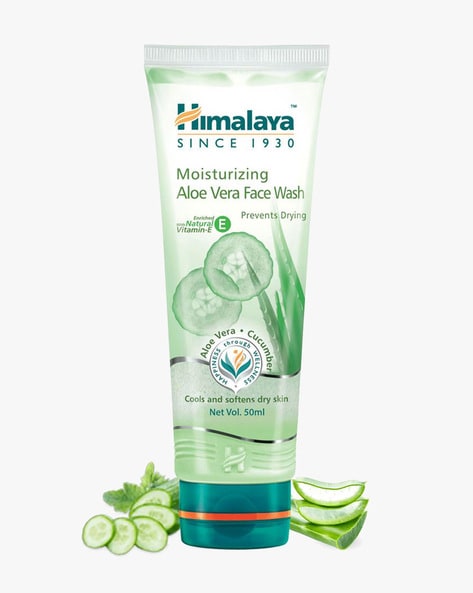 Himalaya™
SINCE 1930
Moisturizing
Aloe Vera Face Wash
Prevents Drying
Enriched
with Natural
Vitamin-E
E
Aloe Vera • Cucumber
HAPPINESS through WELLNESS
Cools and softens dry skin
Net Vol. 50ml